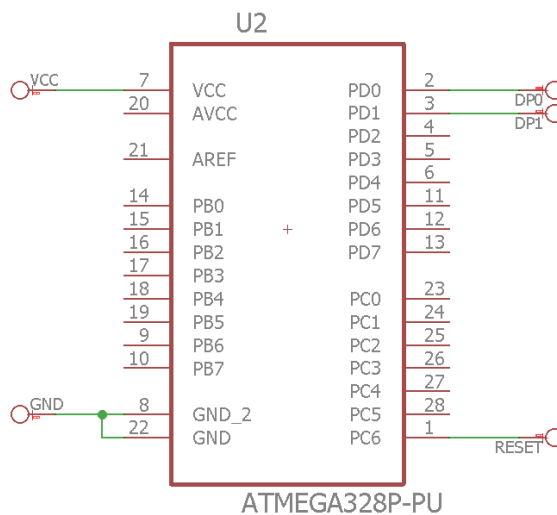 U2
VCC 7 VCC PD0 2 DP0
20 AVCC PD1 3 DP1
PD2 4
21 AREF PD3 5
PD4 6
14 PB0 PD5 11
15 PB1 PD6 12
16 PB2 PD7 13
17 PB3
18 PB4 PC0 23
19 PB5 PC1 24
9 PB6 PC2 25
10 PB7 PC3 26
PC4 27
GND 8 GND_2 PC5 28
22 GND PC6 1 RESET
ATMEGA328P-PU